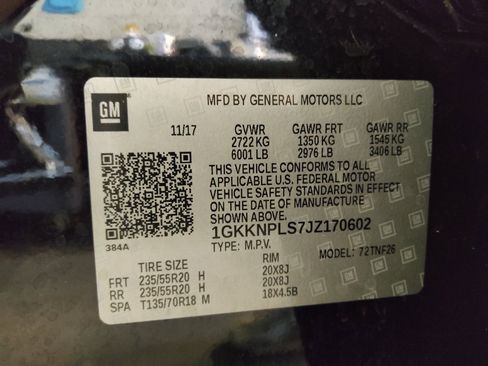 GM
MFD BY GENERAL MOTORS LLC
11/17 GVWR GAWR FRT GAWR RR
2722 KG 1350 KG 1545 KG
6001 LB 2976 LB 3406 LB
THIS VEHICLE CONFORMS TO ALL
APPLICABLE U.S. FEDERAL MOTOR
VEHICLE SAFETY STANDARDS IN EFFECT
ON THE DATE OF MANUFACTURE
SHOWN ABOVE.
1GKKNPLS7JZ170602
384A TYPE: M.P.V. MODEL: 72TNF26
TIRE SIZE RIM
FRT 235/55R20 H 20X8J
RR 235/55R20 H 20X8J
SPA T135/70R18 M 18X4.5B